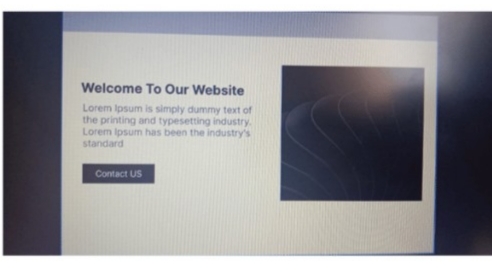 Welcome To Our Website
Lorem Ipsum is simply dummy text of
the printing and typesetting industry.
Lorem Ipsum has been the industry's
standard
Contact US